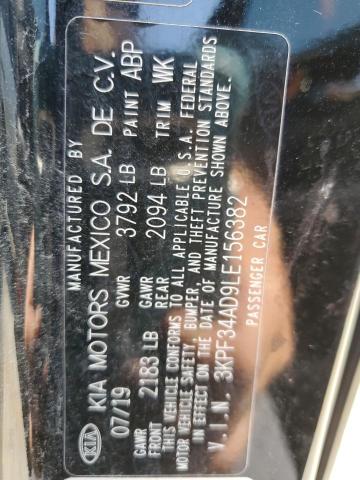 MANUFACTURED BY
KIA KIA MOTORS MEXICO S.A. DE C.V.
07/19 GVWR 3792 LB PAINT ABP
GAWR FRONT 2183 LB GAWR REAR 2094 LB TRIM WK
THIS VEHICLE CONFORMS TO ALL APPLICABLE U.S.A. FEDERAL
MOTOR VEHICLE SAFETY, BUMPER, AND THEFT PREVENTION STANDARDS
IN EFFECT ON THE DATE OF MANUFACTURE SHOWN ABOVE.
V.I.N. 3KPF34AD9LE156382
PASSENGER CAR